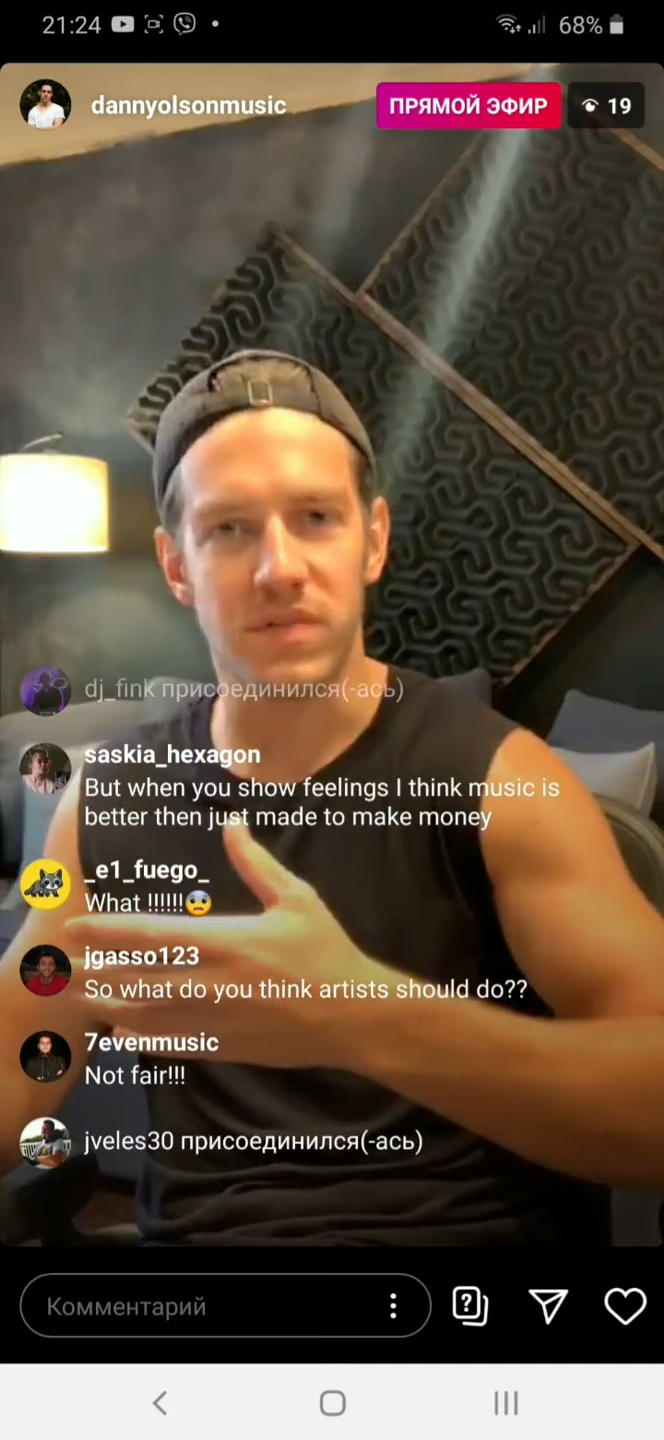 21:24
68%
dannyolsonmusic
ПРЯМОЙ ЭФИР
19
dj_fink присоединился(-ась)
saskia_hexagon
But when you show feelings I think music is
better then just made to make money
_e1_fuego_
What !!!!!!😨
jgasso123
So what do you think artists should do??
7evenmusic
Not fair!!!
jveles30 присоединился(-ась)
Комментарий